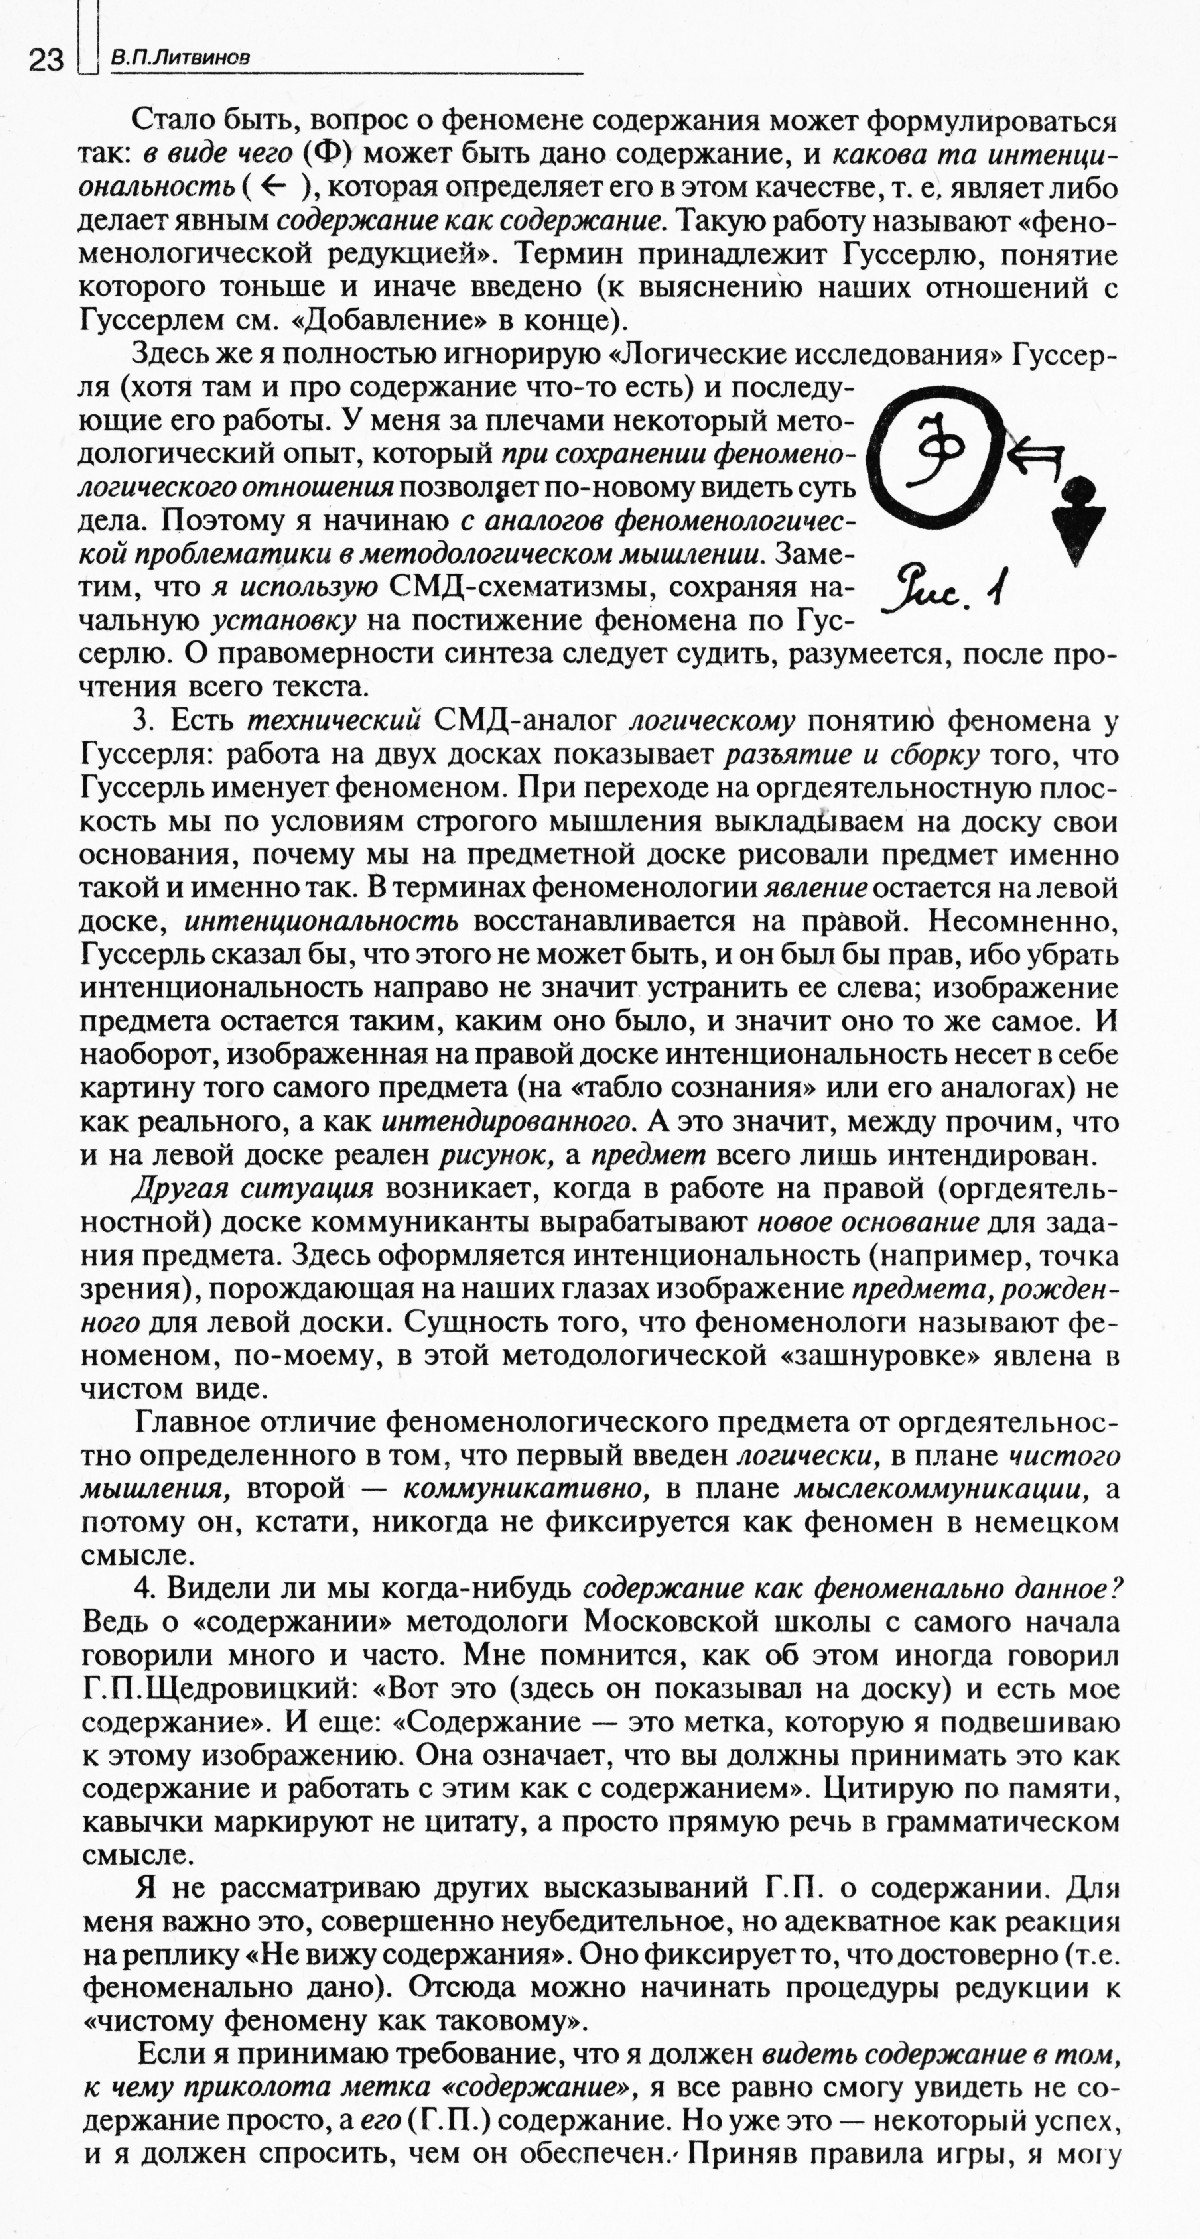 23
В.П.Литвинов
Стало быть, вопрос о феномене содержания может формулироваться
так: в виде чего (Ф) может быть дано содержание, и какова та интенци-
ональность ( ← ), которая определяет его в этом качестве, т. е. являет либо
делает явным содержание как содержание. Такую работу называют «фено-
менологической редукцией». Термин принадлежит Гуссерлю, понятие
которого тоньше и иначе введено (к выяснению наших отношений с
Гуссерлем см. «Добавление» в конце).
Здесь же я полностью игнорирую «Логические исследования» Гуссер-
ля (хотя там и про содержание что-то есть) и последу-
ющие его работы. У меня за плечами некоторый мето-
дологический опыт, который при сохранении феномено-
логического отношения позволяет по-новому видеть суть
дела. Поэтому я начинаю с аналогов феноменологичес-
кой проблематики в методологическом мышлении. Заме-
тим, что я использую СМД-схематизмы, сохраняя на-
чальную установку на постижение феномена по Гус-
серлю. О правомерности синтеза следует судить, разумеется, после про-
чтения всего текста.
Ф
Рис. 1
3. Есть технический СМД-аналог логическому понятию феномена у
Гуссерля: работа на двух досках показывает разъятие и сборку того, что
Гуссерль именует феноменом. При переходе на оргдеятельностную плос-
кость мы по условиям строгого мышления выкладываем на доску свои
основания, почему мы на предметной доске рисовали предмет именно
такой и именно так. В терминах феноменологии явление остается на левой
доске, интенциональность восстанавливается на правой. Несомненно,
Гуссерль сказал бы, что этого не может быть, и он был бы прав, ибо убрать
интенциональность направо не значит устранить ее слева; изображение
предмета остается таким, каким оно было, и значит оно то же самое. И
наоборот, изображенная на правой доске интенциональность несет в себе
картину того самого предмета (на «табло сознания» или его аналогах) не
как реального, а как интендированного. А это значит, между прочим, что
и на левой доске реален рисунок, а предмет всего лишь интендирован.
Другая ситуация возникает, когда в работе на правой (оргдеятель-
ностной) доске коммуниканты вырабатывают новое основание для зада-
ния предмета. Здесь оформляется интенциональность (например, точка
зрения), порождающая на наших глазах изображение предмета, рожден-
ного для левой доски. Сущность того, что феноменологи называют фе-
номеном, по-моему, в этой методологической «зашнуровке» явлена в
чистом виде.
Главное отличие феноменологического предмета от оргдеятельнос-
тно определенного в том, что первый введен логически, в плане чистого
мышления, второй — коммуникативно, в плане мыслекоммуникации, а
потому он, кстати, никогда не фиксируется как феномен в немецком
смысле.
4. Видели ли мы когда-нибудь содержание как феноменально данное?
Ведь о «содержании» методологи Московской школы с самого начала
говорили много и часто. Мне помнится, как об этом иногда говорил
Г.П.Щедровицкий: «Вот это (здесь он показывал на доску) и есть мое
содержание». И еще: «Содержание — это метка, которую я подвешиваю
к этому изображению. Она означает, что вы должны принимать это как
содержание и работать с этим как с содержанием». Цитирую по памяти,
кавычки маркируют не цитату, а просто прямую речь в грамматическом
смысле.
Я не рассматриваю других высказываний Г.П. о содержании. Для
меня важно это, совершенно неубедительное, но адекватное как реакция
на реплику «Не вижу содержания». Оно фиксирует то, что достоверно (т.е.
феноменально дано). Отсюда можно начинать процедуры редукции к
«чистому феномену как таковому».
Если я принимаю требование, что я должен видеть содержание в том,
к чему приколота метка «содержание», я все равно смогу увидеть не со-
держание просто, а его (Г.П.) содержание. Но уже это — некоторый успех,
и я должен спросить, чем он обеспечен. Приняв правила игры, я могу